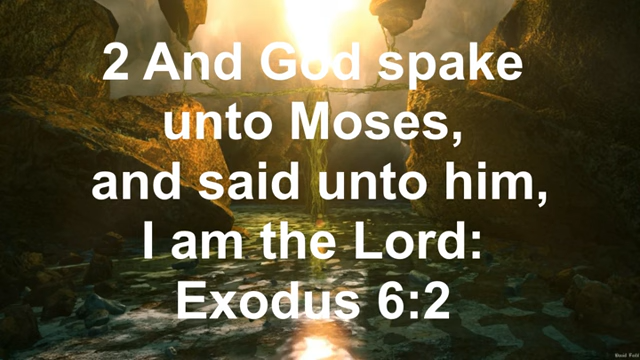 2 And God spake
unto Moses,
and said unto him,
I am the Lord:
Exodus 6:2